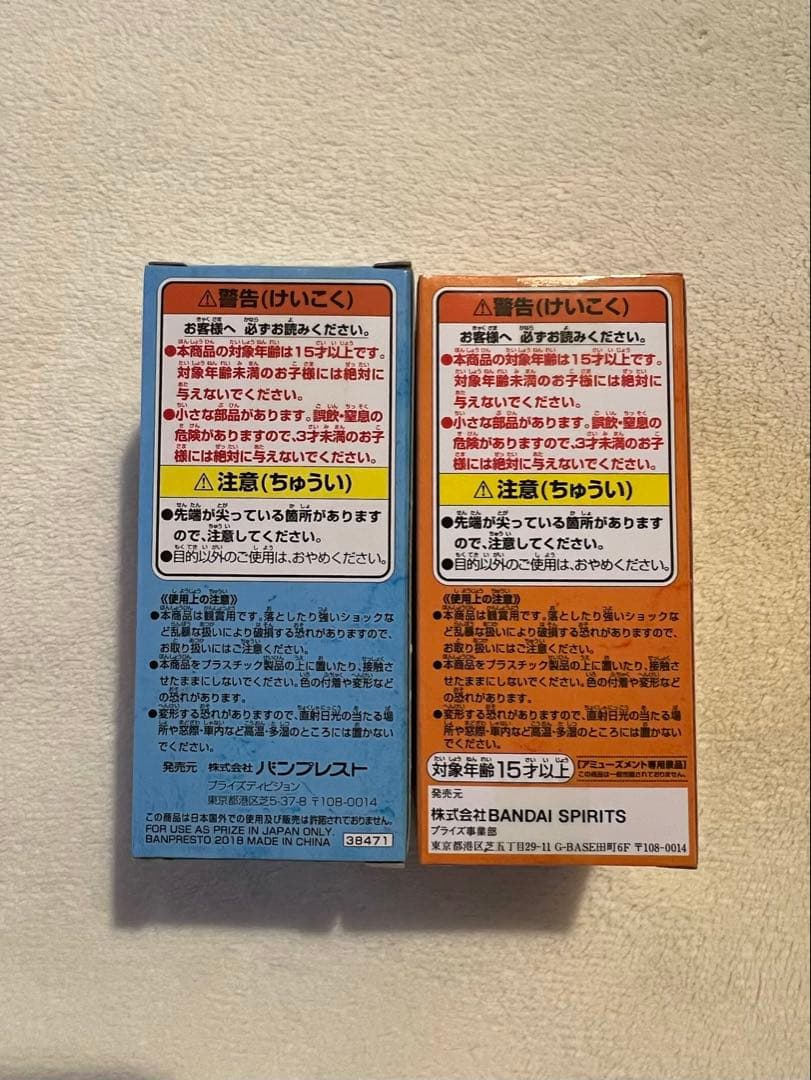 ⚠警告(けいこく)
お客様へ 必ずお読みください。
●本商品の対象年齢は15才以上です。
対象年齢未満のお子様には絶対に
与えないでください。
●小さな部品があります。誤飲・窒息の
危険がありますので、3才未満のお子
様には絶対に与えないでください。
⚠注意(ちゅうい)
●先端が尖っている箇所があります
ので、注意してください。
●目的以外のご使用は、おやめください。
《使用上の注意》
●本商品は観賞用です。落としたり強いショックな
ど乱暴な扱いにより破損する恐れがありますので、
お取り扱いにはご注意ください。
●本商品をプラスチック製品の上に置いたり、接触さ
せたままにしないでください。色の付着や変形など
の恐れがあります。
●変形する恐れがありますので、直射日光の当たる場
所や窓際・車内など高温・多湿のところには置かない
でください。
発売元 株式会社 バンプレスト
プライズディビジョン
東京都港区芝5-37-8 〒108-0014
この商品は日本国外での使用及び販売は許諾されておりません。
FOR USE AS PRIZE IN JAPAN ONLY.
BANPRESTO 2018 MADE IN CHINA
38471
⚠警告(けいこく)
お客様へ 必ずお読みください。
●本商品の対象年齢は15才以上です。
対象年齢未満のお子様には絶対に
与えないでください。
●小さな部品があります。誤飲・窒息の
危険がありますので、3才未満のお子
様には絶対に与えないでください。
⚠注意(ちゅうい)
●先端が尖っている箇所があります
ので、注意してください。
●目的以外のご使用は、おやめください。
《使用上の注意》
●本商品は観賞用です。落としたり強いショックな
ど乱暴な扱いにより破損する恐れがありますので、
お取り扱いにはご注意ください。
●本商品をプラスチック製品の上に置いたり、接触さ
せたままにしないでください。色の付着や変形など
の恐れがあります。
●変形する恐れがありますので、直射日光の当たる場
所や窓際・車内など高温・多湿のところには置かない
でください。
対象年齢15才以上
【アミューズメント専用景品】
この商品は一般市販されておりません。
発売元
株式会社BANDAI SPIRITS
プライズ事業部
東京都港区芝五丁目29-11 G-BASE田町6F 〒108-0014